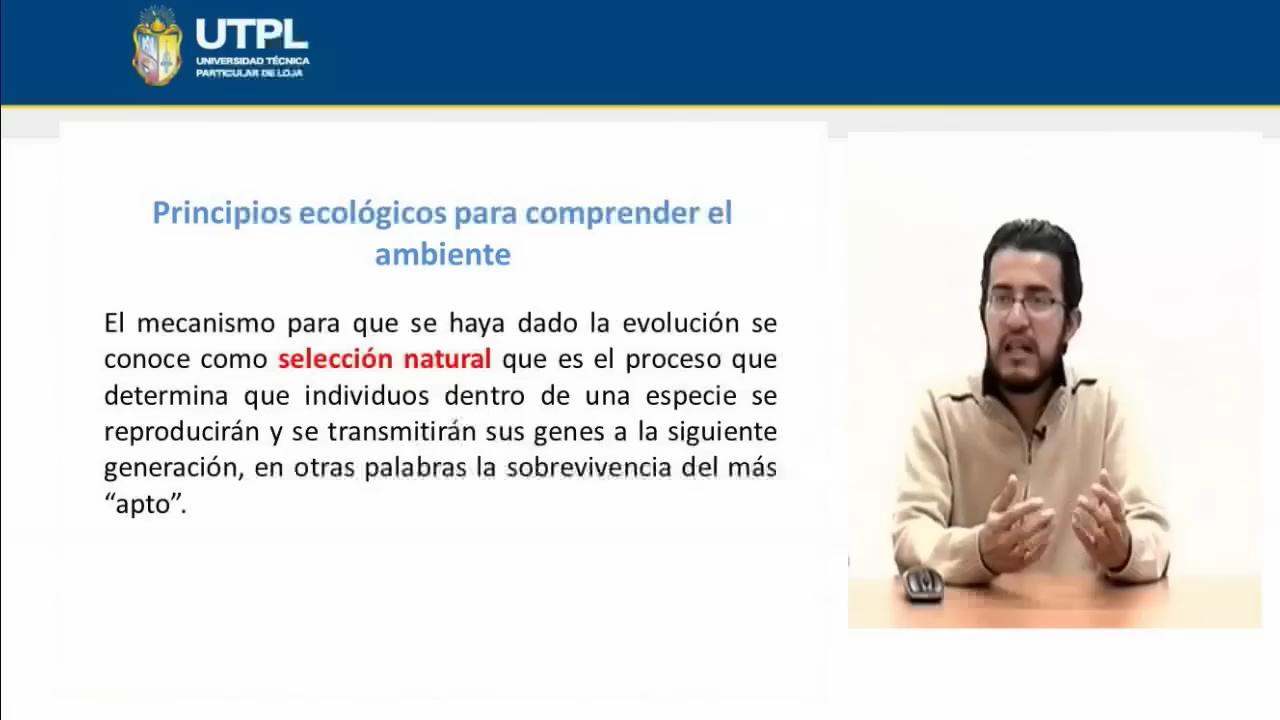 UTPL
UNIVERSIDAD TÉCNICA
PARTICULAR DE LOJA
Principios ecológicos para comprender el
ambiente
El mecanismo para que se haya dado la evolución se
conoce como selección natural que es el proceso que
determina que individuos dentro de una especie se
reproducirán y se transmitirán sus genes a la siguiente
generación, en otras palabras la sobrevivencia del más
“apto”.